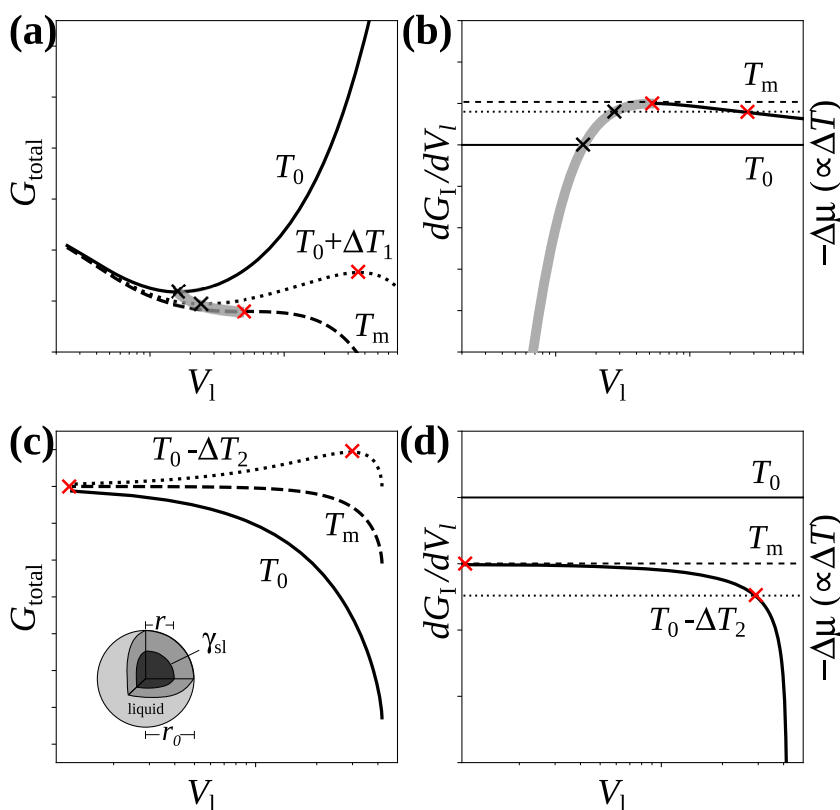 (a)
G_total
T_0
T_0+ΔT_1
T_m
V_l
(b)
dG_I/dV_l
T_m
T_0
−Δμ (∝ΔT)
V_l
(c)
G_total
T_0 -ΔT_2
T_m
T_0
r
γ_sl
liquid
r_0
V_l
(d)
dG_I/dV_l
T_0
T_m
T_0 -ΔT_2
−Δμ (∝ΔT)
V_l